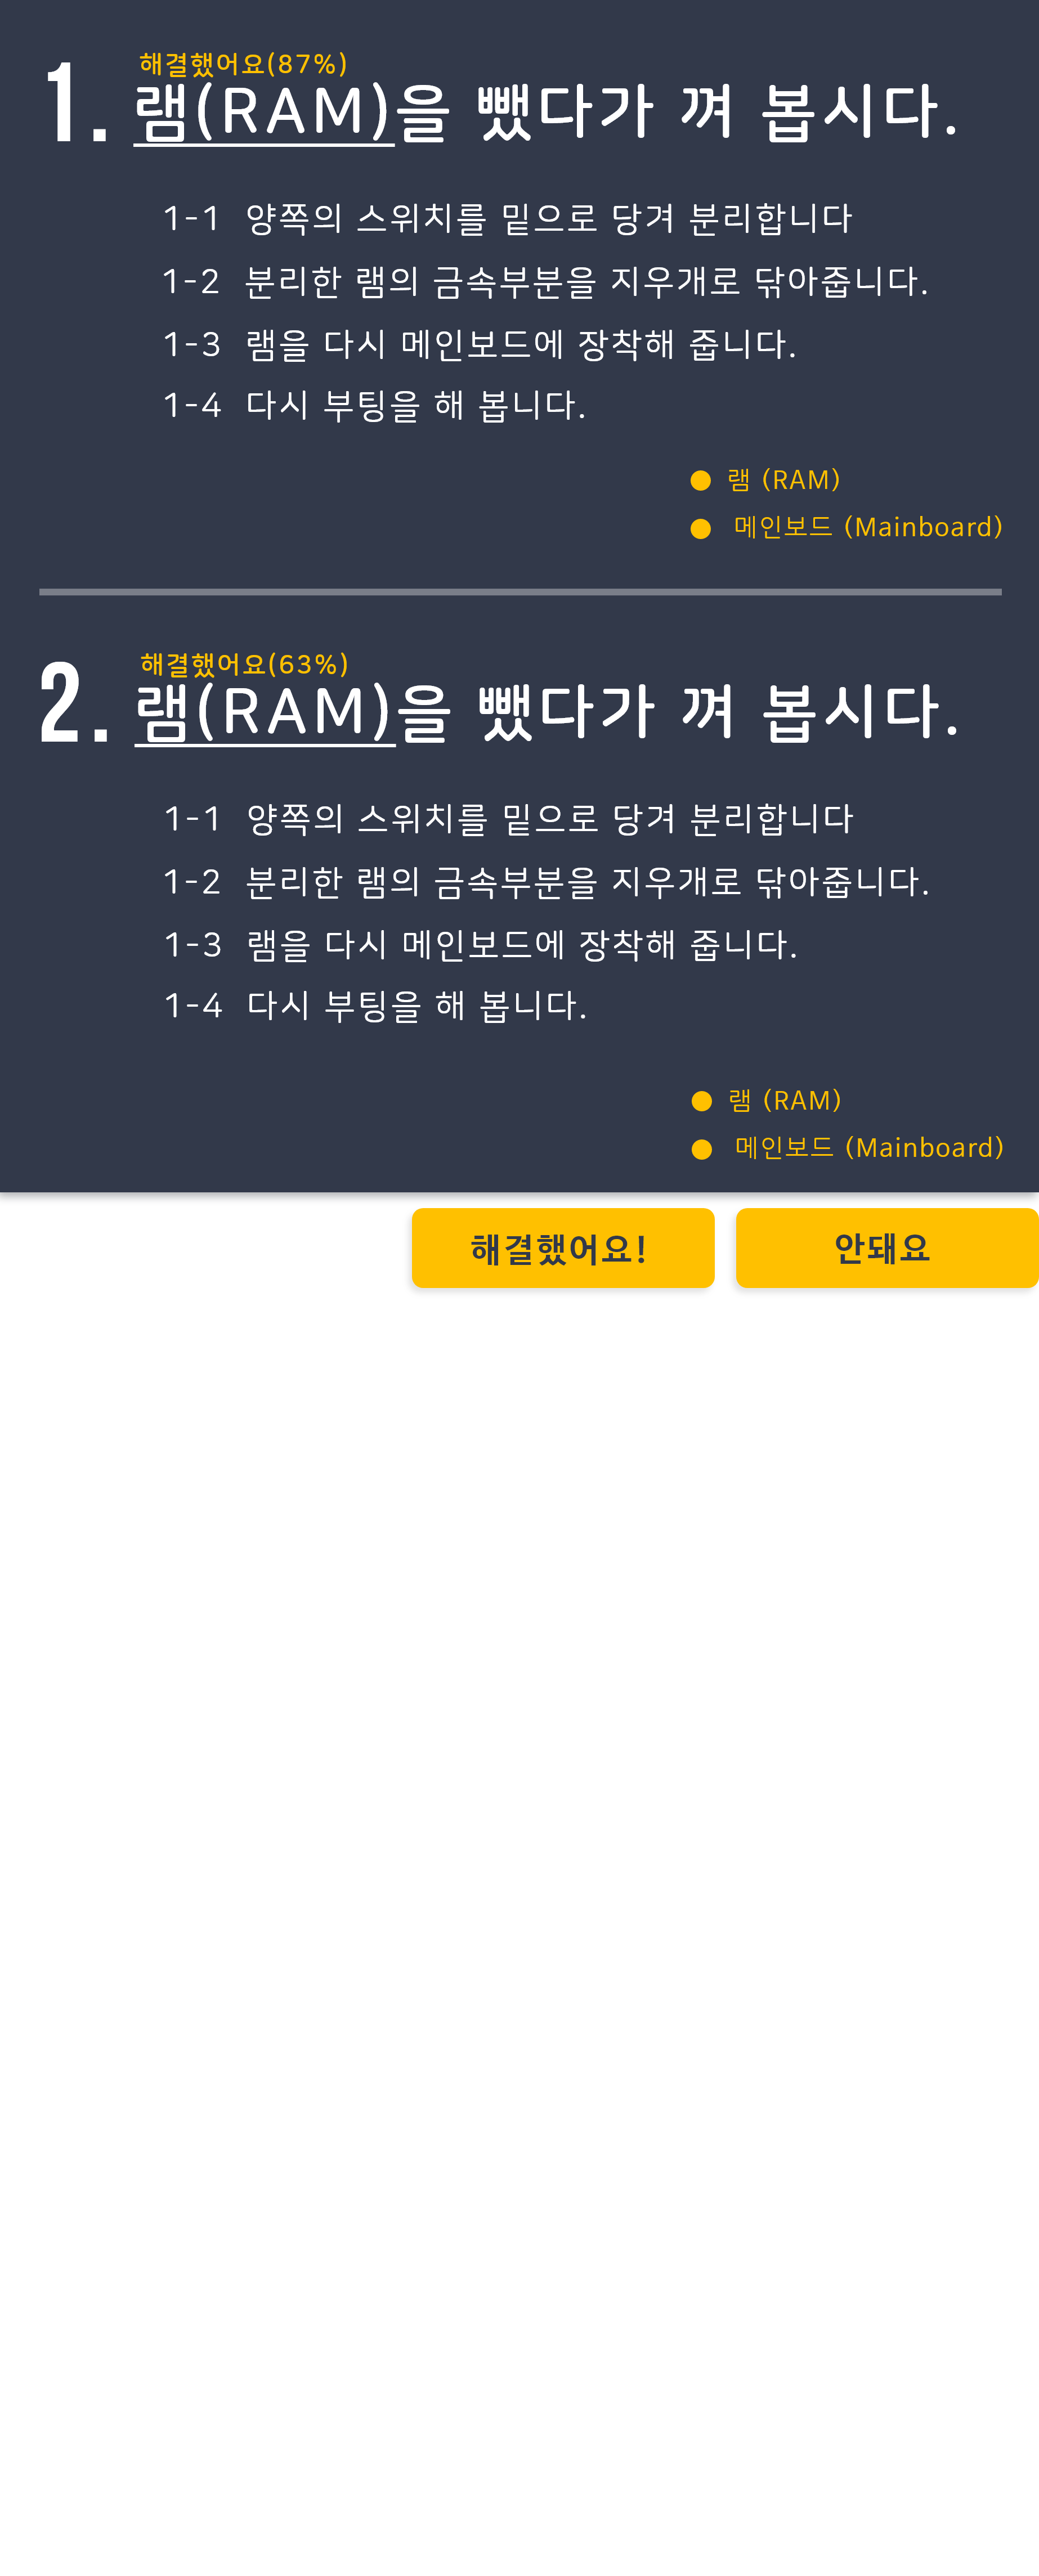 해결했어요(87%)
1. 램(RAM)을 뺐다가 껴 봅시다.
1-1 양쪽의 스위치를 밑으로 당겨 분리합니다
1-2 분리한 램의 금속부분을 지우개로 닦아줍니다.
1-3 램을 다시 메인보드에 장착해 줍니다.
1-4 다시 부팅을 해 봅니다.
● 램 (RAM)
● 메인보드 (Mainboard)
해결했어요(63%)
2. 램(RAM)을 뺐다가 껴 봅시다.
1-1 양쪽의 스위치를 밑으로 당겨 분리합니다
1-2 분리한 램의 금속부분을 지우개로 닦아줍니다.
1-3 램을 다시 메인보드에 장착해 줍니다.
1-4 다시 부팅을 해 봅니다.
● 램 (RAM)
● 메인보드 (Mainboard)
해결했어요! 안돼요